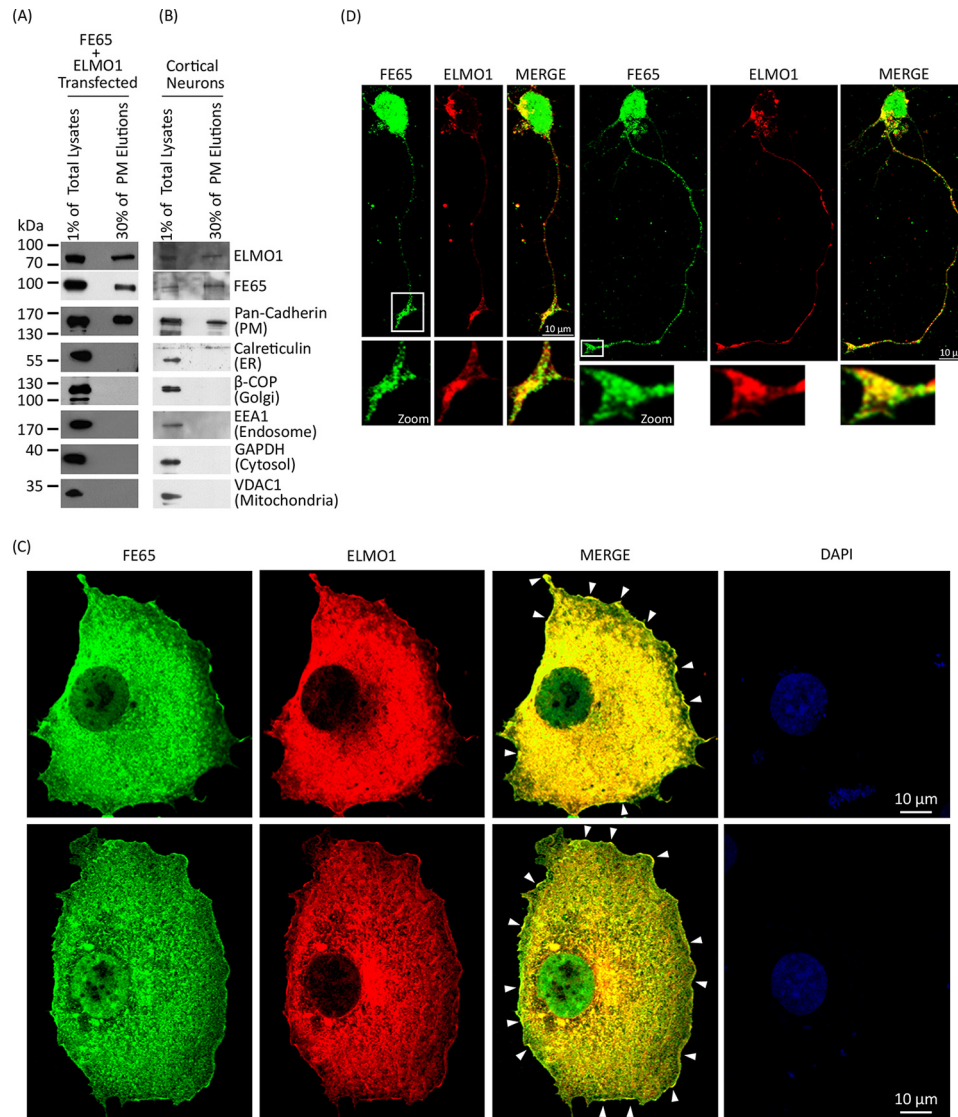 (A)
(B)
FE65
+
ELMO1
Transfected
Cortical
Neurons
1% of Total Lysates
30% of PM Elutions
1% of Total Lysates
30% of PM Elutions
kDa
100
70
ELMO1
100
FE65
170
130
Pan-Cadherin
(PM)
55
Calreticulin
(ER)
130
100
β-COP
(Golgi)
170
EEA1
(Endosome)
40
GAPDH
(Cytosol)
35
VDAC1
(Mitochondria)
(D)
FE65 ELMO1 MERGE FE65 ELMO1 MERGE
10 µm
10 µ
Zoom
Zoom
(C)
FE65 ELMO1 MERGE DAPI
10 µm
10 µm